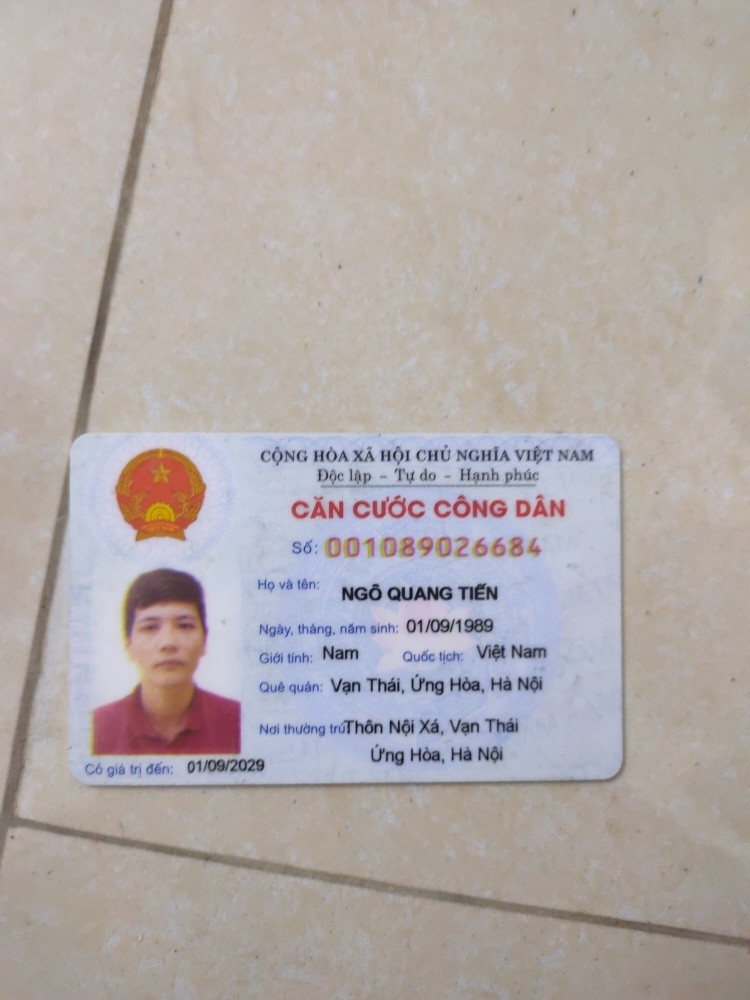 CỘNG HÒA XÃ HỘI CHỦ NGHĨA VIỆT NAM
Độc lập - Tự do - Hạnh phúc
CĂN CƯỚC CÔNG DÂN
Số: 001089026684
Họ và tên: NGÔ QUANG TIẾN
Ngày, tháng, năm sinh: 01/09/1989
Giới tính: Nam Quốc tịch: Việt Nam
Quê quán: Vạn Thái, Ứng Hòa, Hà Nội
Nơi thường trú Thôn Nội Xá, Vạn Thái
Ứng Hòa, Hà Nội
Có giá trị đến: 01/09/2029